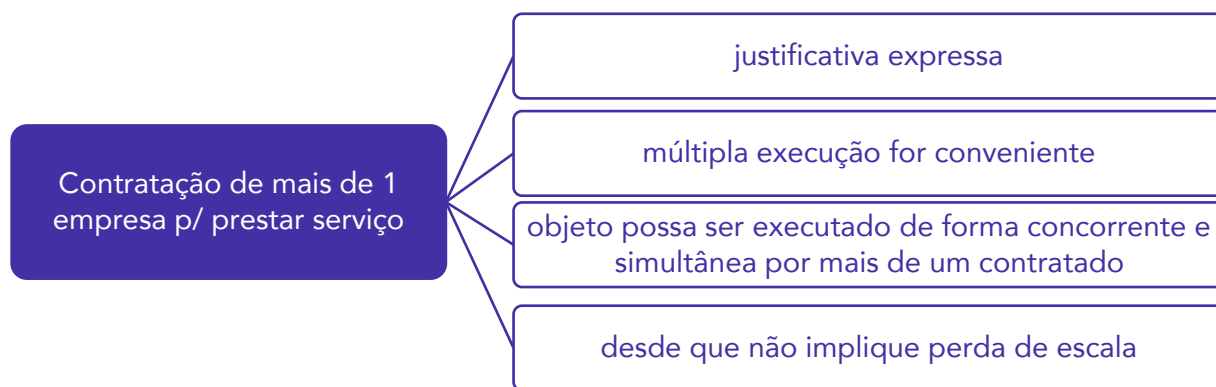 Contratação de mais de 1
empresa p/ prestar serviço
justificativa expressa
múltipla execução for conveniente
objeto possa ser executado de forma concorrente e
simultânea por mais de um contratado
desde que não implique perda de escala